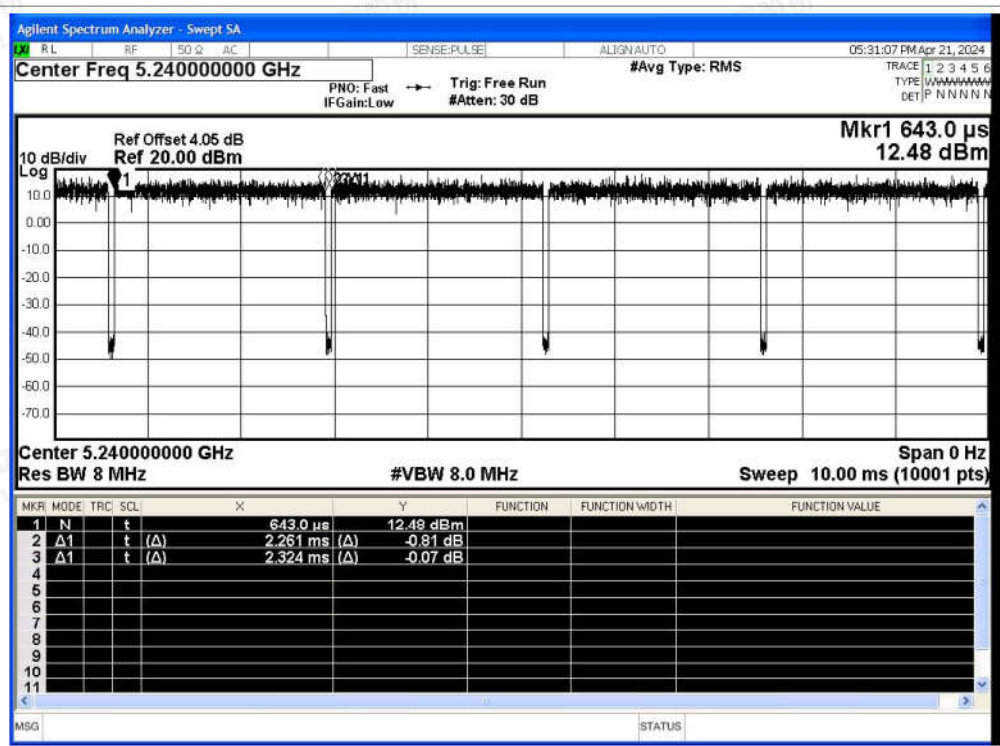 Agilent Spectrum Analyzer - Swept SA
LXI RL RF 50 Ω AC SENSE:PULSE ALIGN AUTO 05:31:07 PM Apr 21, 2024
Center Freq 5.240000000 GHz #Avg Type: RMS TRACE 1 2 3 4 5 6
PNO: Fast Trig: Free Run TYPE WWWWWW
IFGain:Low #Atten: 30 dB DET P N N N N N
Mkr1 643.0 µs
Ref Offset 4.05 dB
10 dB/div Ref 20.00 dBm 12.48 dBm
Log
1
10.0
0.00
-10.0
-20.0
-30.0
-40.0
-50.0
-60.0
-70.0
Center 5.240000000 GHz Span 0 Hz
Res BW 8 MHz #VBW 8.0 MHz Sweep 10.00 ms (10001 pts)
MKR MODE TRC SCL X Y FUNCTION FUNCTION WIDTH FUNCTION VALUE
1 N t 643.0 µs 12.48 dBm
2 Δ1 t (Δ) 2.261 ms (Δ) -0.81 dB
3 Δ1 t (Δ) 2.324 ms (Δ) -0.07 dB
4
5
6
7
8
9
10
11
MSG STATUS